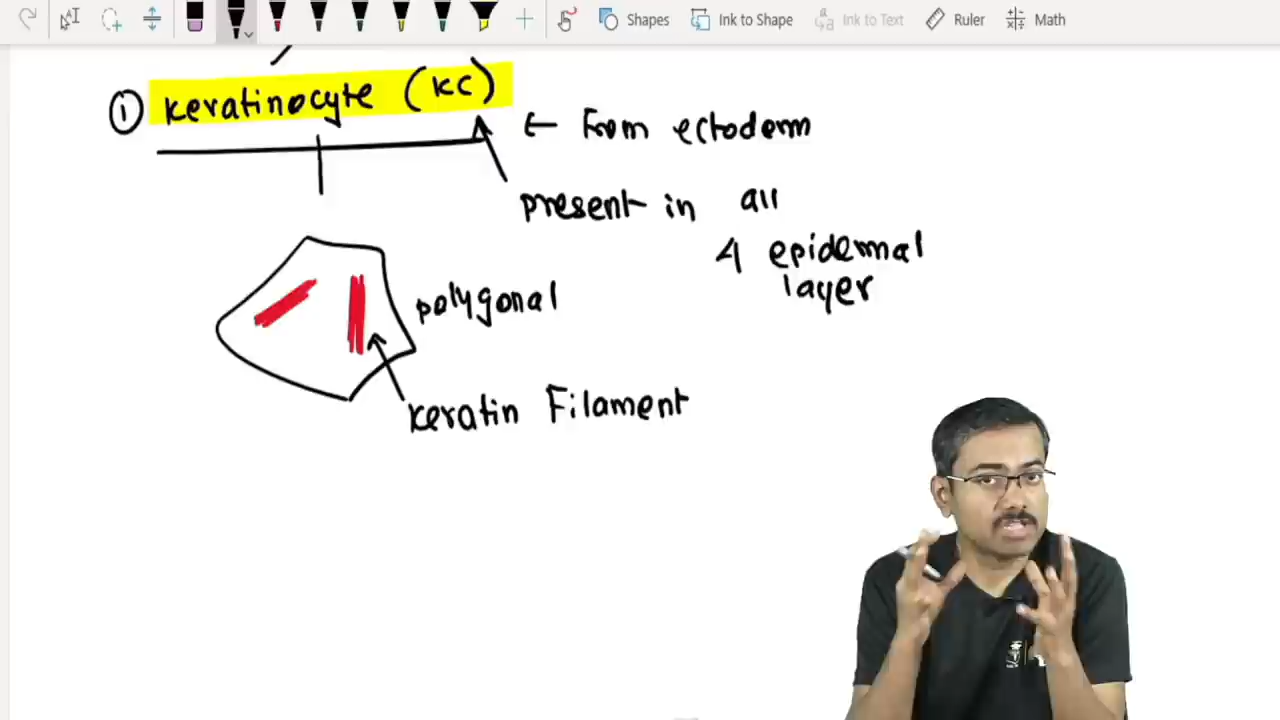 Shapes
Ink to Shape
Ink to Text
Ruler
Math
① keratinocyte (KC)
← From ectoderm
present in all
4 epidermal
layer
polygonal
keratin Filament